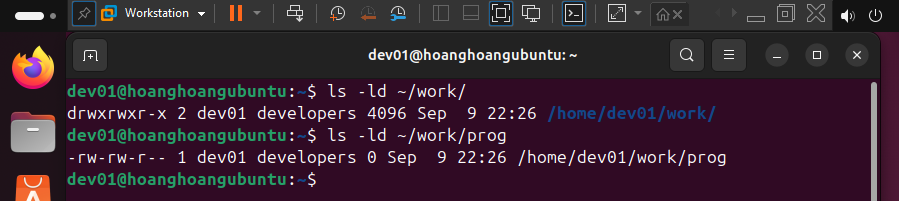 Workstation
dev01@hoanghoangubuntu: ~
dev01@hoanghoangubuntu:~$ ls -ld ~/work/
drwxrwxr-x 2 dev01 developers 4096 Sep  9 22:26 /home/dev01/work/
dev01@hoanghoangubuntu:~$ ls -ld ~/work/prog
-rw-rw-r-- 1 dev01 developers 0 Sep  9 22:26 /home/dev01/work/prog
dev01@hoanghoangubuntu:~$